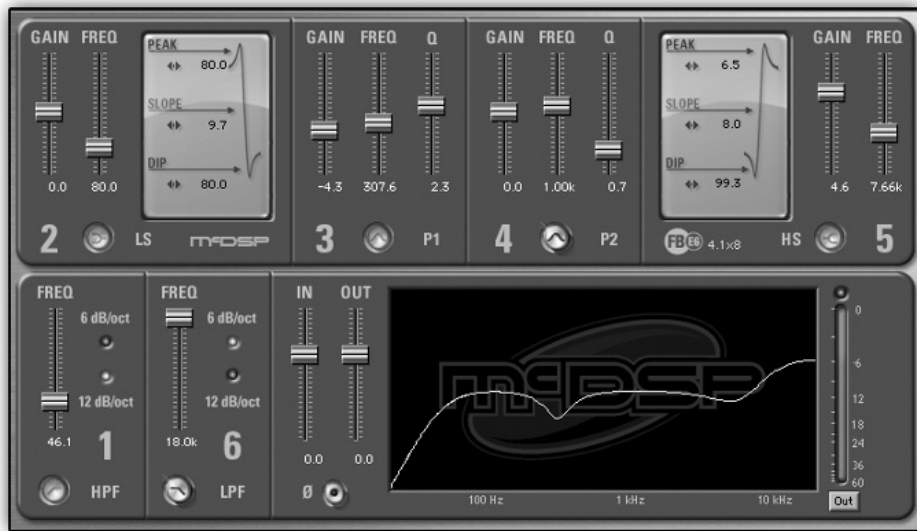 GAIN FREQ
PEAK
80.0
SLOPE
9.7
DIP
80.0
0.0 80.0
2 LS McDSP
GAIN FREQ Q
-4.3 307.6 2.3
3 P1
GAIN FREQ Q
0.0 1.00k 0.7
4 P2
PEAK
6.5
SLOPE
8.0
DIP
99.3
GAIN FREQ
4.6 7.66k
FB E6 4.1x8 HS 5
FREQ
6 dB/oct
12 dB/oct
46.1 1
HPF
FREQ
6 dB/oct
12 dB/oct
18.0k 6
LPF
IN OUT
0.0 0.0
Ø
McDSP
100 Hz 1 kHz 10 kHz
0
-6
12
18
24
36
60
Out